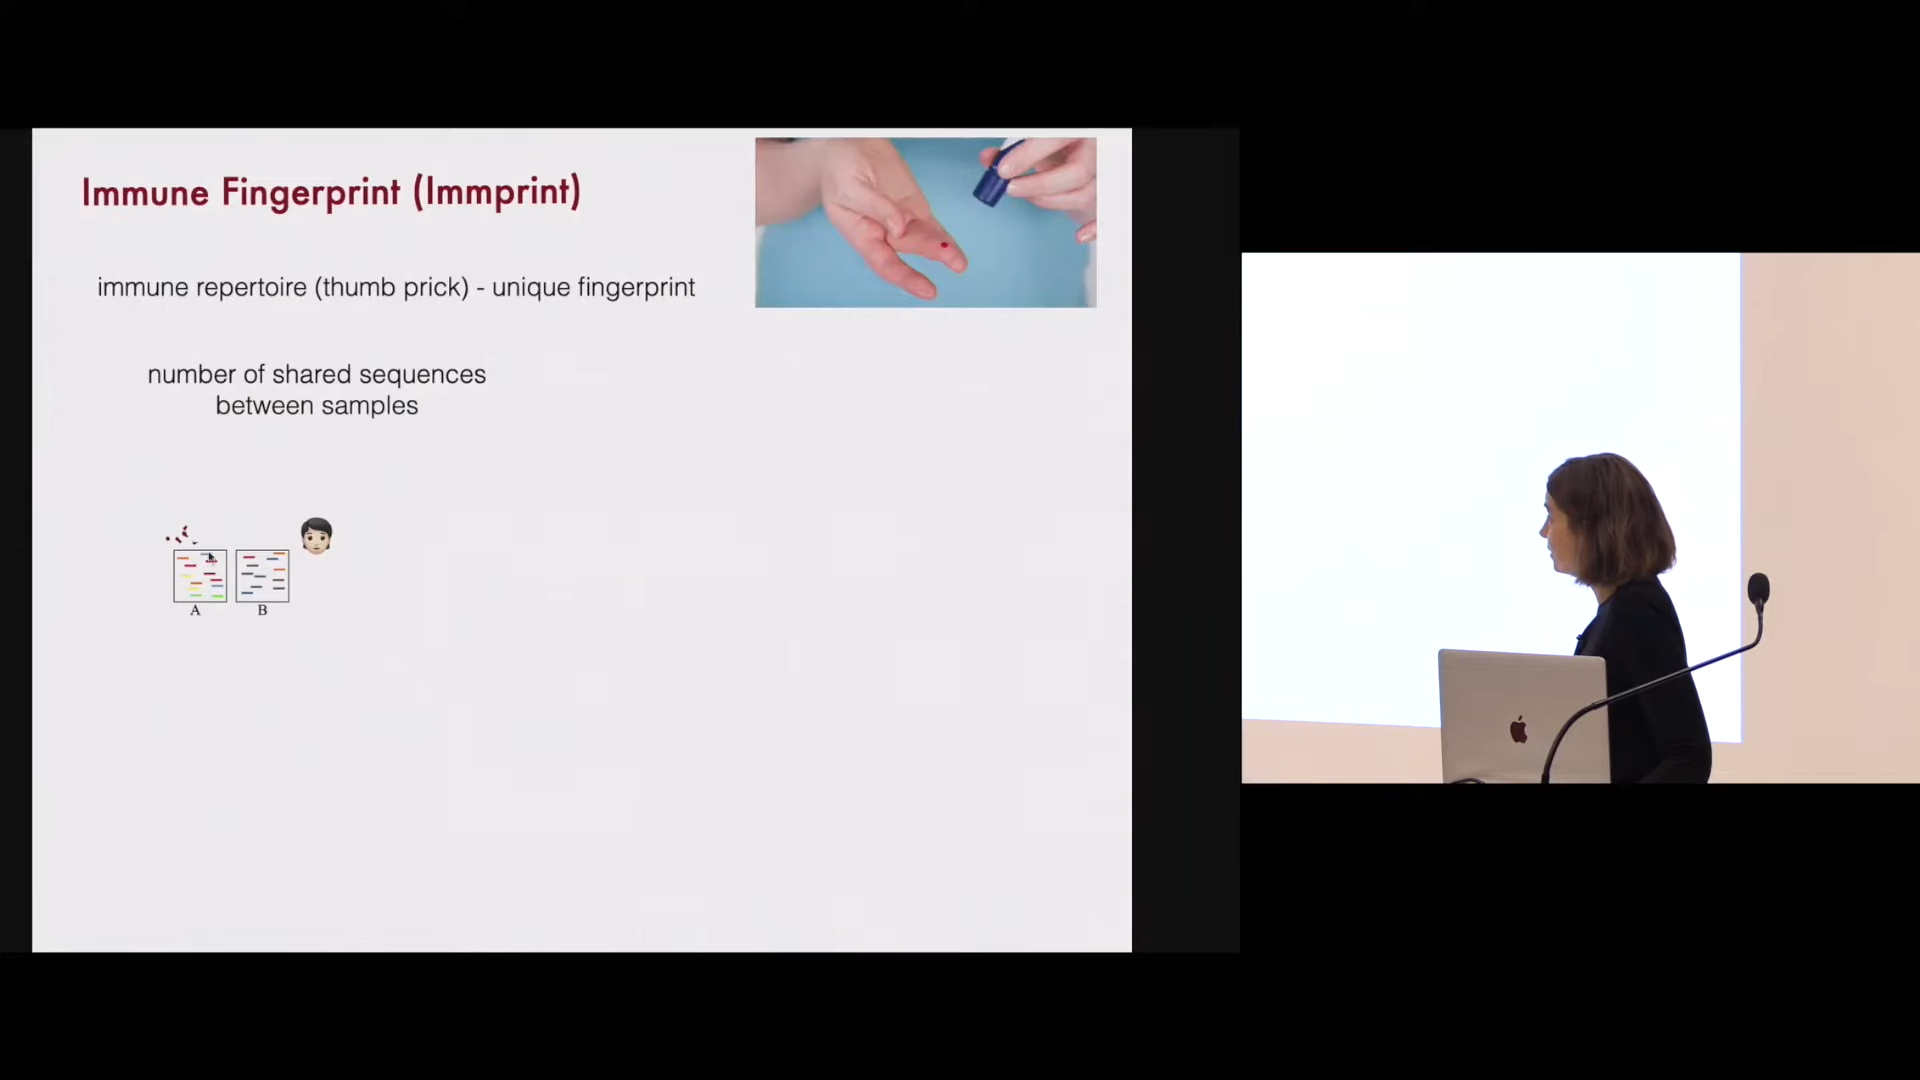 Immune Fingerprint (Immprint)
immune repertoire (thumb prick) - unique fingerprint
number of shared sequences
between samples
A
B